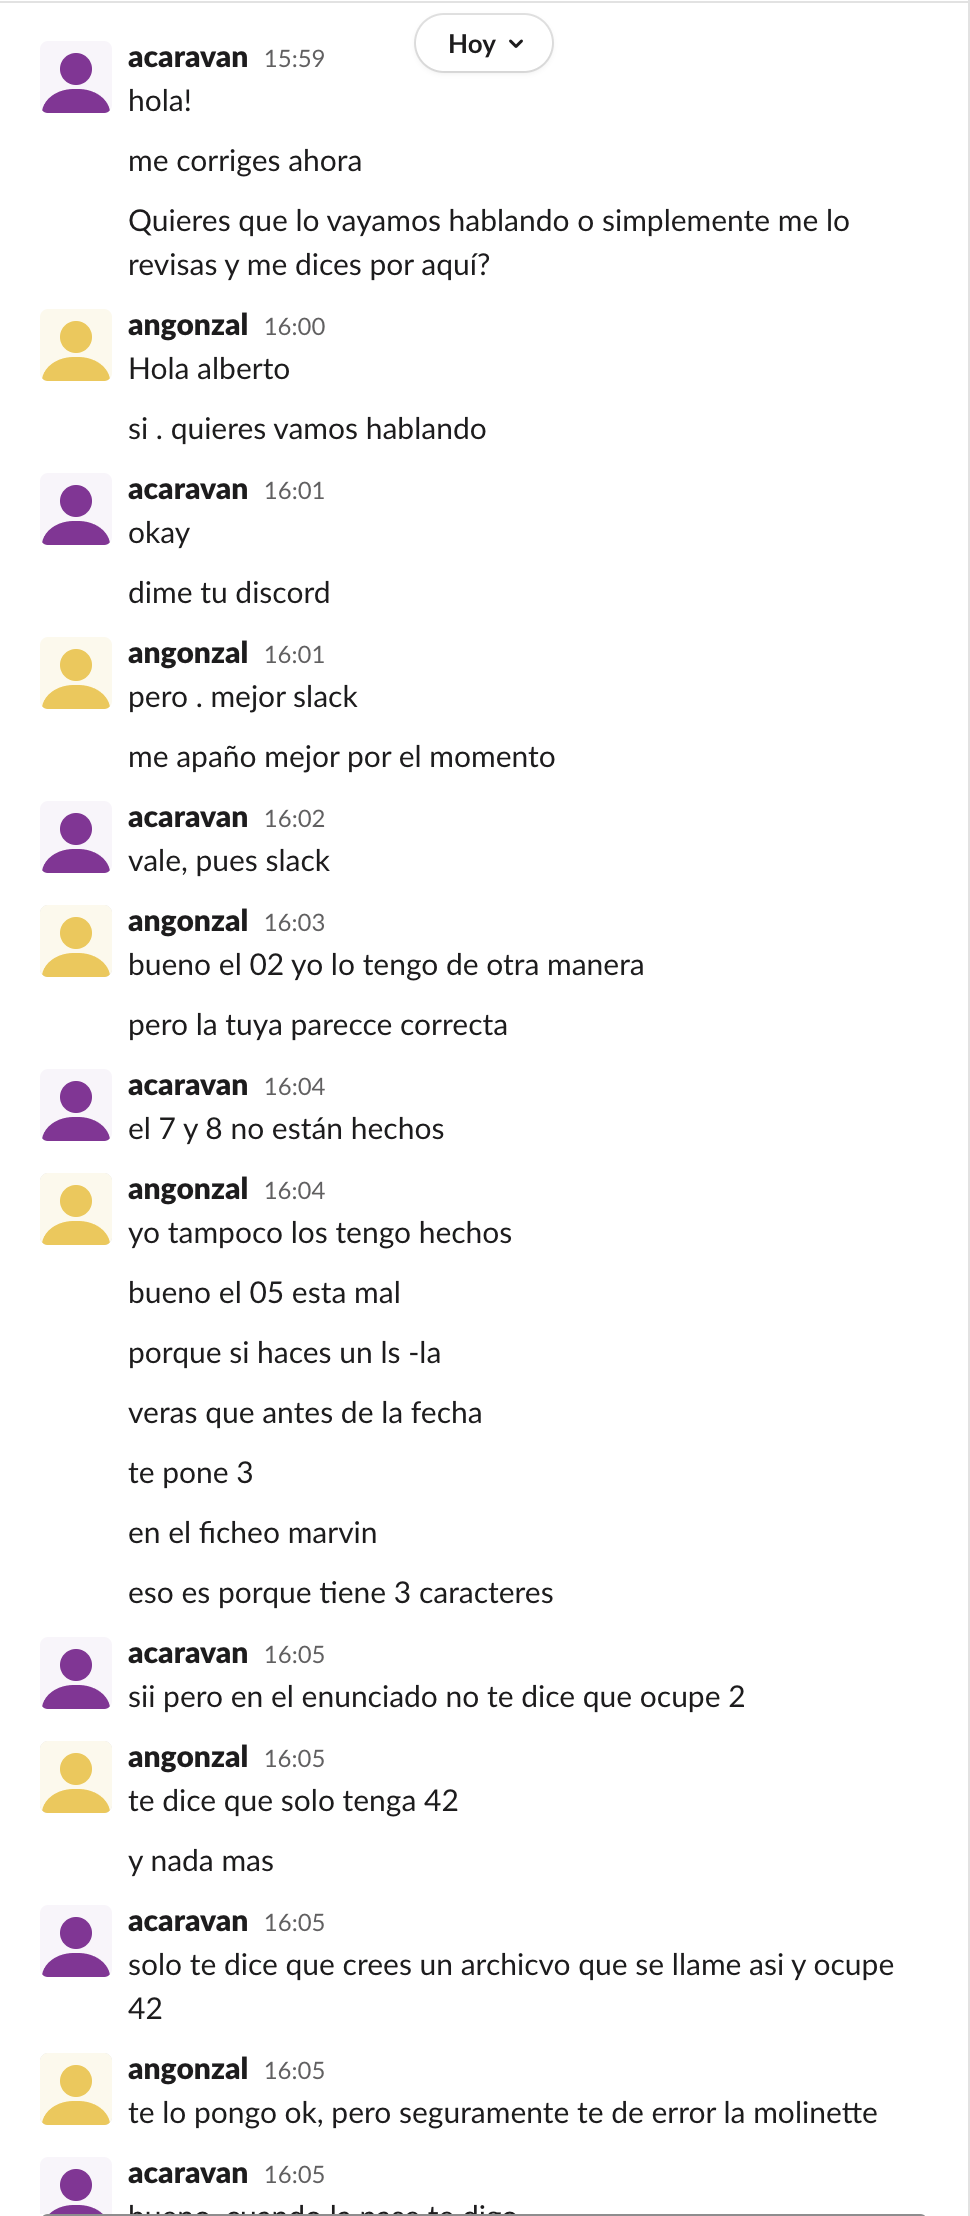 Hoy
acaravan 15:59
hola!
me corriges ahora
Quieres que lo vayamos hablando o simplemente me lo
revisas y me dices por aquí?
angonzal 16:00
Hola alberto
si . quieres vamos hablando
acaravan 16:01
okay
dime tu discord
angonzal 16:01
pero . mejor slack
me apaño mejor por el momento
acaravan 16:02
vale, pues slack
angonzal 16:03
bueno el 02 yo lo tengo de otra manera
pero la tuya parecce correcta
acaravan 16:04
el 7 y 8 no están hechos
angonzal 16:04
yo tampoco los tengo hechos
bueno el 05 esta mal
porque si haces un ls -la
veras que antes de la fecha
te pone 3
en el ficheo marvin
eso es porque tiene 3 caracteres
acaravan 16:05
sii pero en el enunciado no te dice que ocupe 2
angonzal 16:05
te dice que solo tenga 42
y nada mas
acaravan 16:05
solo te dice que crees un archicvo que se llame asi y ocupe
42
angonzal 16:05
te lo pongo ok, pero seguramente te de error la molinette
acaravan 16:05
bueno, cuando la pase te digo